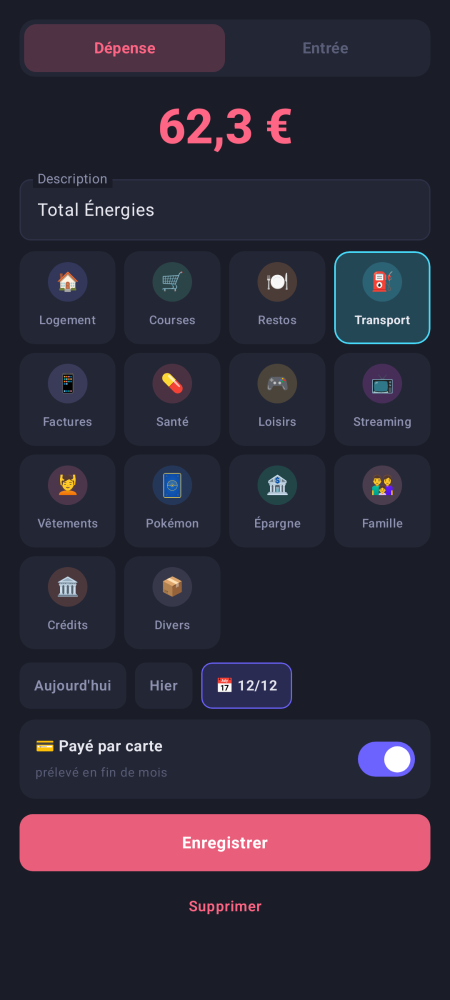 Dépense
Entrée
62,3 €
Description
Total Énergies
Logement
Courses
Restos
Transport
Factures
Santé
Loisirs
Streaming
Vêtements
Pokémon
Épargne
Famille
Crédits
Divers
Aujourd'hui
Hier
📅 12/12
💳 Payé par carte
prélevé en fin de mois
Enregistrer
Supprimer